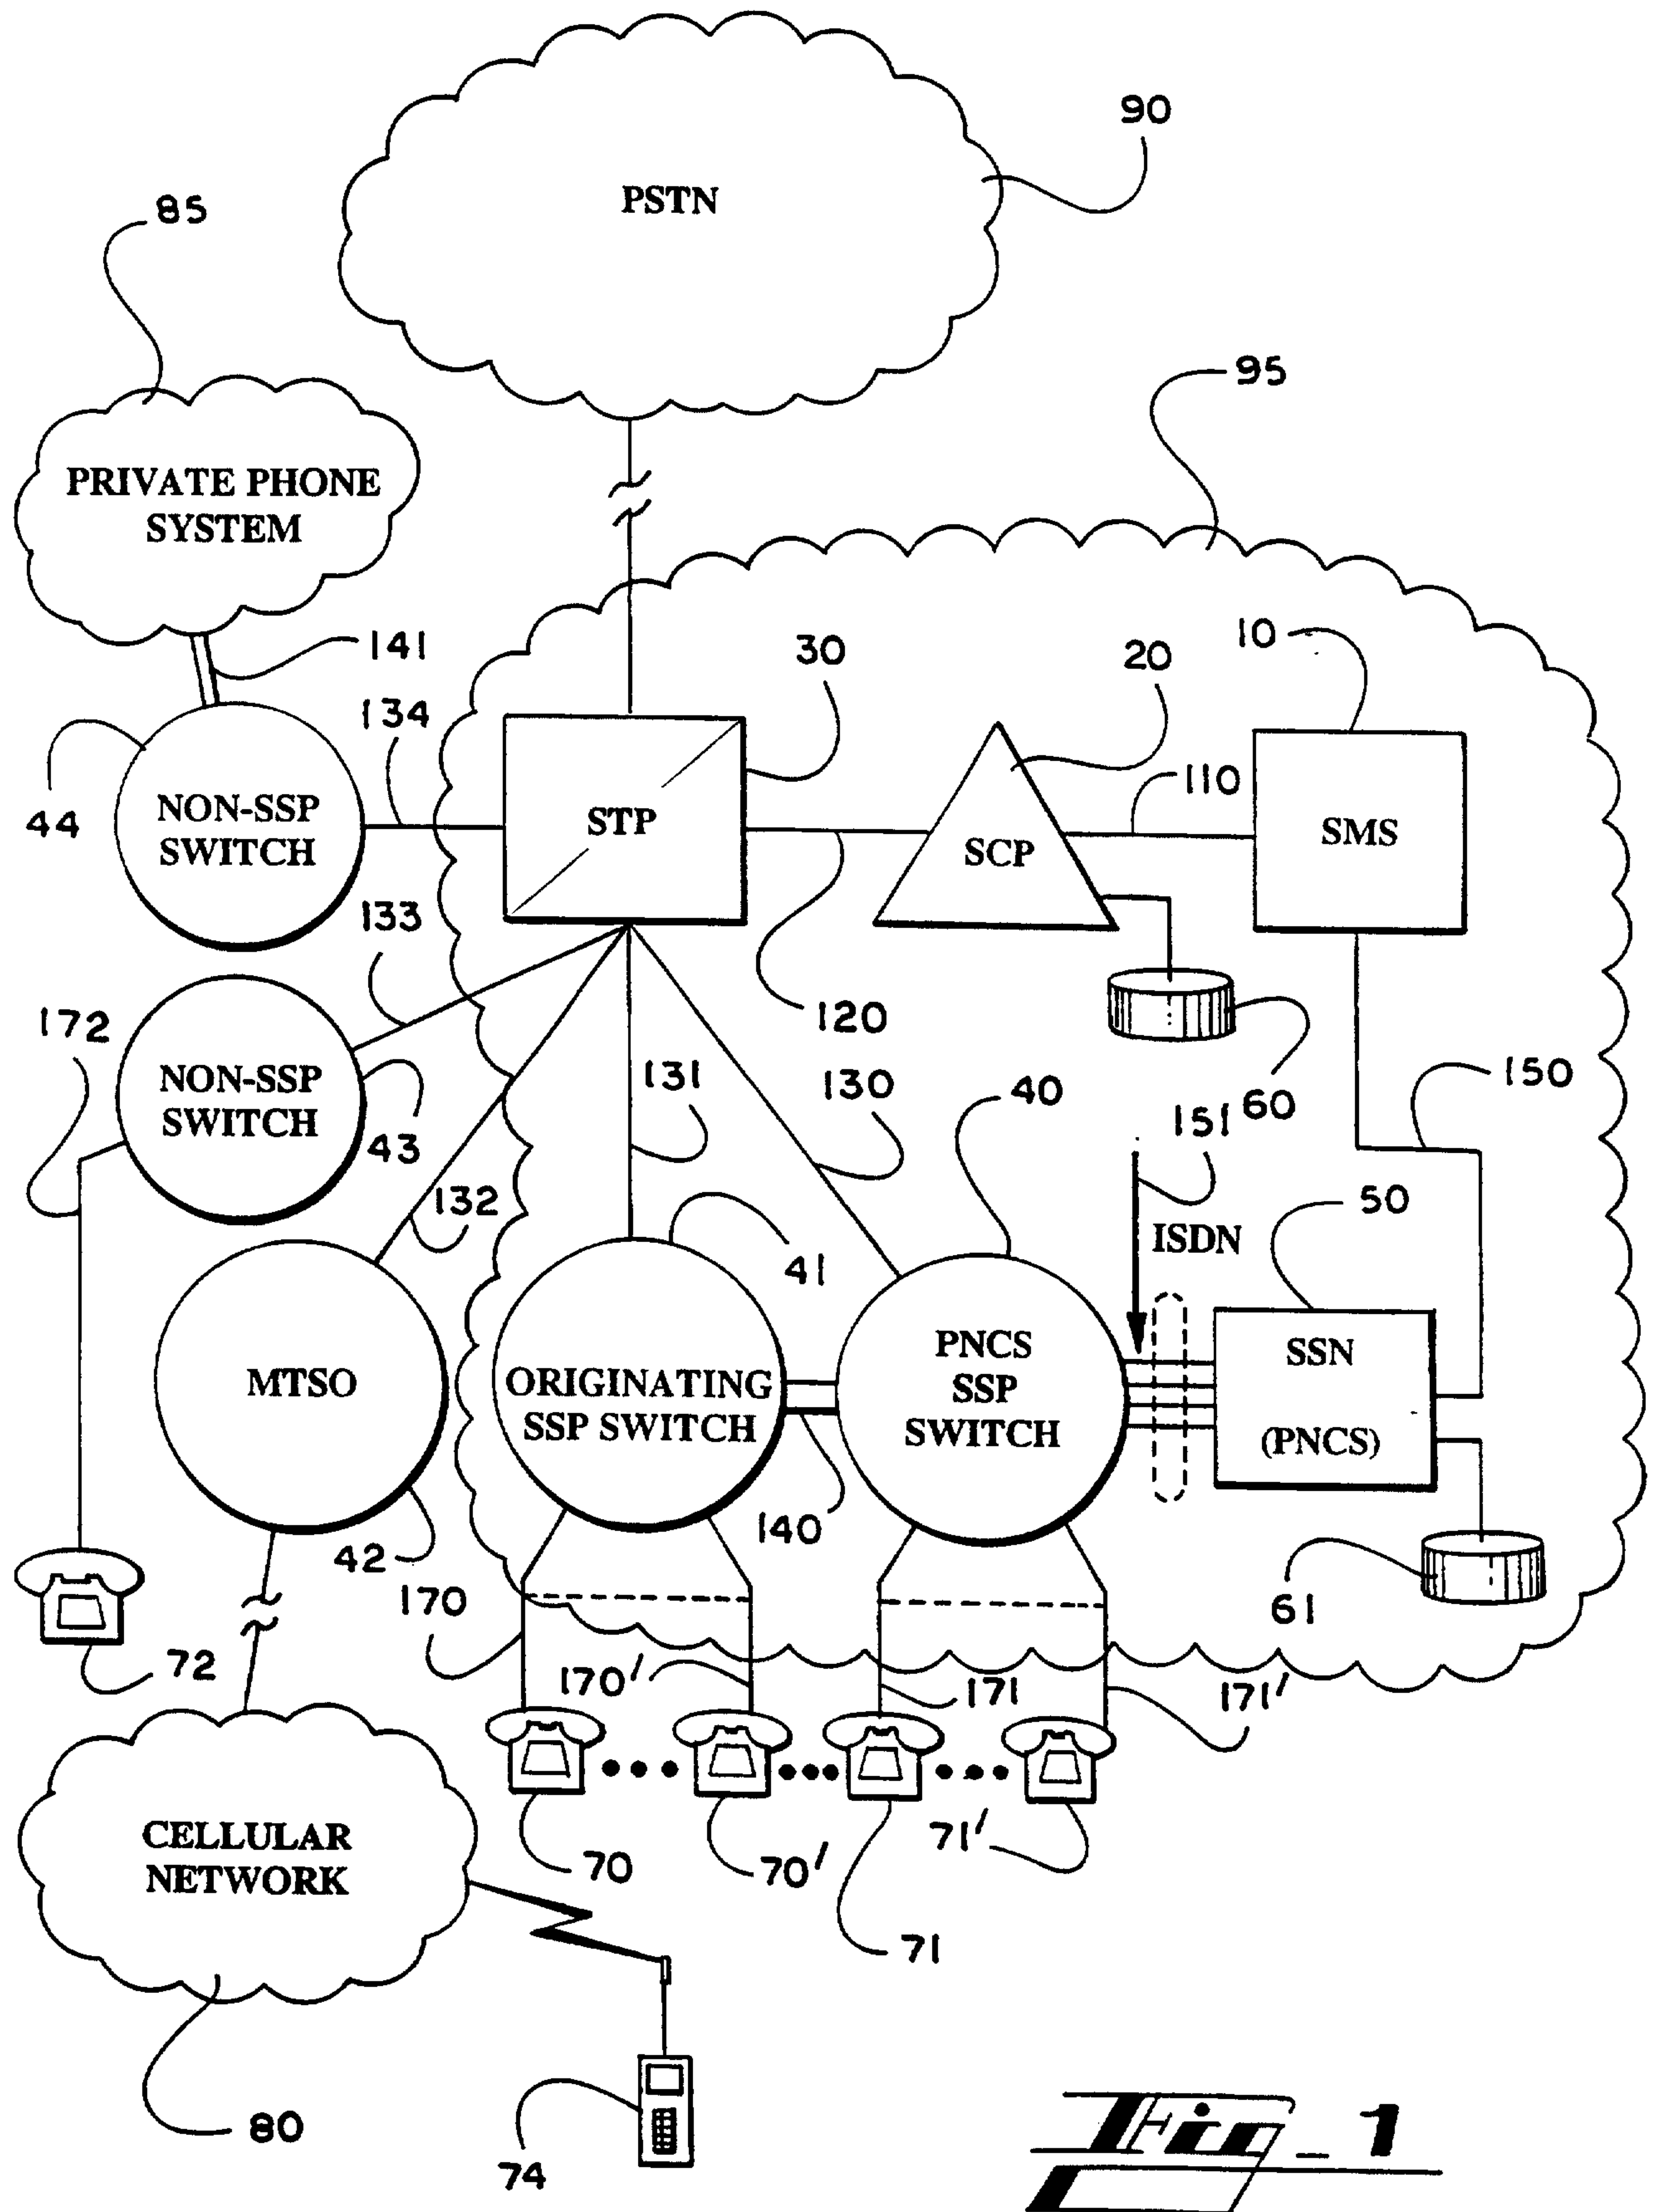 90
PSTN
85
95
PRIVATE PHONE
SYSTEM
141
30
20
10
134
110
44
NON-SSP
SWITCH
STP
SCP
SMS
133
120
172
60
150
131
130
40
151
NON-SSP
SWITCH
43
132
41
ISDN
50
MTSO
ORIGINATING
SSP SWITCH
PNCS
SSP
SWITCH
SSN
(PNCS)
140
42
170
61
72
170'
171
171'
70
70'
71'
71
CELLULAR
NETWORK
80
74
Fig_1